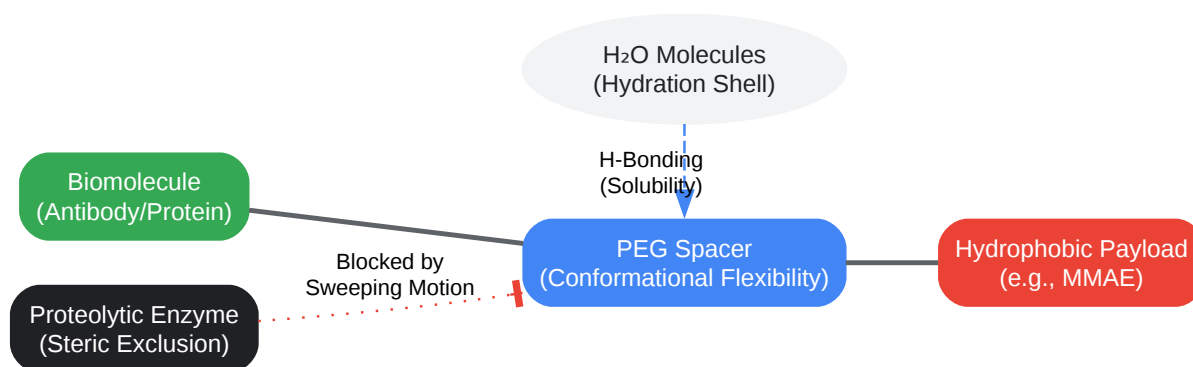 H₂O Molecules
(Hydration Shell)
H-Bonding
(Solubility)
Biomolecule
(Antibody/Protein)
PEG Spacer
(Conformational Flexibility)
Hydrophobic Payload
(e.g., MMAE)
Blocked by
Sweeping Motion
Proteolytic Enzyme
(Steric Exclusion)